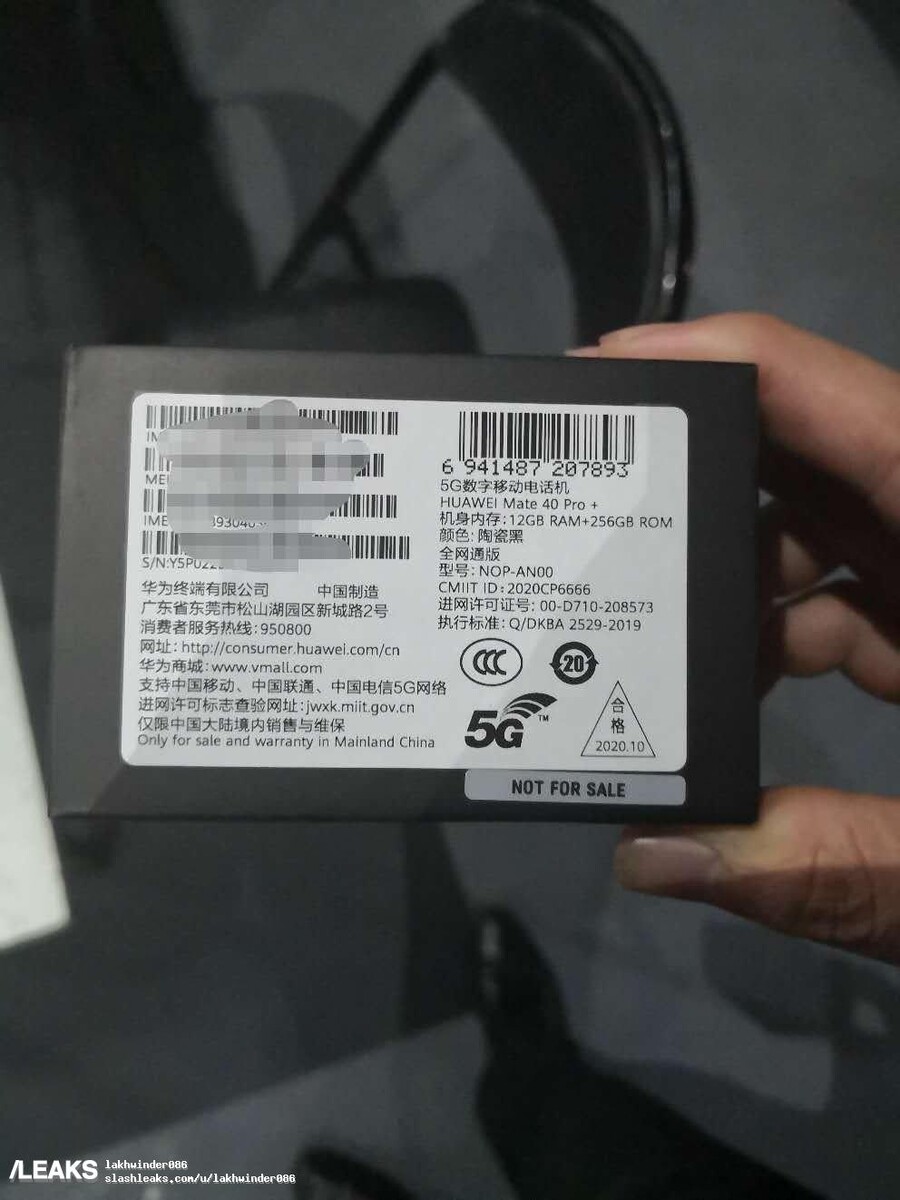 S/N:Y5P022
华为终端有限公司 中国制造
广东省东莞市松山湖园区新城路2号
消费者服务热线:950800
网址:http://consumer.huawei.com/cn
华为商城:www.vmall.com
支持中国移动、中国联通、中国电信5G网络
进网许可标志查验网址:jwxk.miit.gov.cn
仅限中国大陆境内销售与维保
Only for sale and warranty in Mainland China
6 941487 207893
5G数字移动电话机
HUAWEI Mate 40 Pro +
机身内存:12GB RAM+256GB ROM
颜色:陶瓷黑
全网通版
型号:NOP-AN00
CMIIT ID:2020CP6666
进网许可证号:00-D710-208573
执行标准:Q/DKBA 2529-2019
CCC
20
5G™
合格
2020.10
NOT FOR SALE
/LEAKS
lakhwinder086
slashleaks.com/u/lakhwinder086